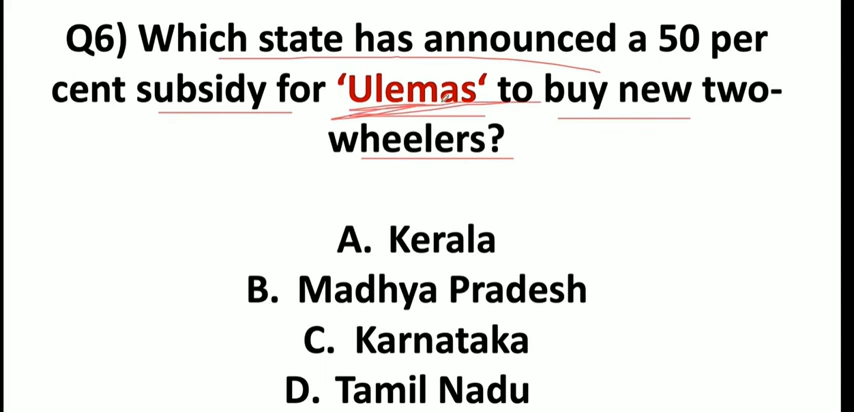 Q6) Which state has announced a 50 per
cent subsidy for ‘Ulemas‘ to buy new two-
wheelers?
A. Kerala
B. Madhya Pradesh
C. Karnataka
D. Tamil Nadu